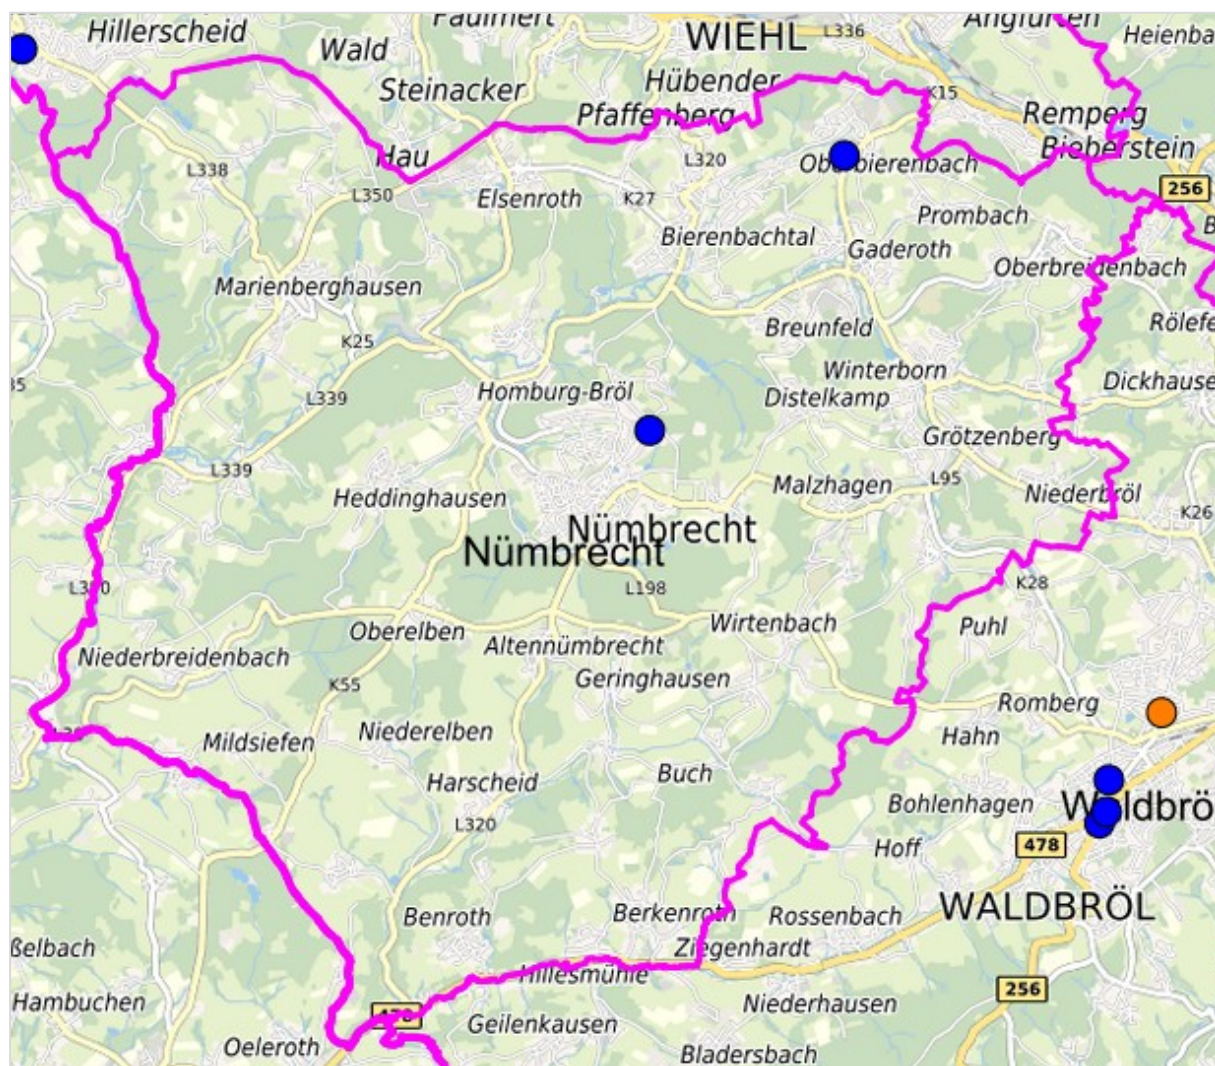 Hillerscheid
Wald
WIEHL
L336
Heienba
Steinacker
Hübender
K15
Pfaffenberg
Remperg
Hau
Oberbierenbach
Bieberstein
L338
L320
256
L350
Elsenroth
K27
Prombach
Bierenbachtal
Gaderoth
Oberbreidenbach
Marienberghausen
Breunfeld
Rölefe
K25
Winterborn
Homburg-Bröl
Distelkamp
Dickhause
L339
Grötzenberg
L339
Heddinghausen
Malzhagen
L95
Niederbröl
K26
Nümbrecht
Nümbrecht
L198
K28
Oberelben
Altennümbrecht
Wirtenbach
Puhl
Niederbreidenbach
Geringhausen
K55
Romberg
Niederelben
Mildsiefen
Hahn
Harscheid
Buch
Bohlenhagen
Waldbrö
L320
478
Hoff
Benroth
Berkenroth
Rossenbach
WALDBRÖL
ßelbach
Ziegenhardt
Hillesmühle
256
Hambuchen
Niederhausen
478
Geilenkausen
Oeleroth
Bladersbach